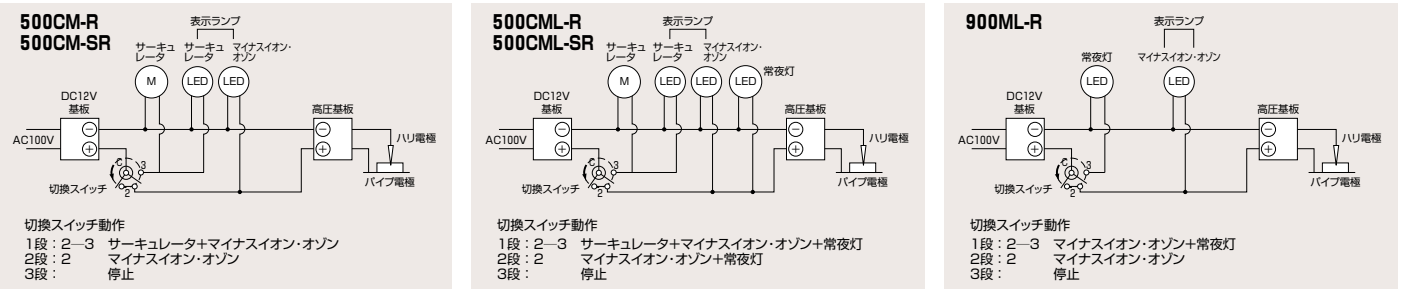 500CM-R
500CM-SR
表示ランプ
サーキュレータ
サーキュレータ
マイナスイオン・オゾン
M
LED
LED
DC12V
基板
高圧基板
AC100V
−
+
−
+
ハリ電極
パイプ電極
C
3
2
切換スイッチ
切換スイッチ動作
1段：2―3 サーキュレータ+マイナスイオン・オゾン
2段：2 マイナスイオン・オゾン
3段： 停止
500CML-R
500CML-SR
表示ランプ
サーキュレータ
サーキュレータ
マイナスイオン・オゾン
常夜灯
M
LED
LED
LED
DC12V
基板
高圧基板
AC100V
−
+
−
+
ハリ電極
パイプ電極
C
3
2
切換スイッチ
切換スイッチ動作
1段：2―3 サーキュレータ+マイナスイオン・オゾン+常夜灯
2段：2 マイナスイオン・オゾン+常夜灯
3段： 停止
900ML-R
表示ランプ
常夜灯
マイナスイオン・オゾン
LED
LED
DC12V
基板
高圧基板
AC100V
−
+
−
+
ハリ電極
パイプ電極
C
3
2
切換スイッチ
切換スイッチ動作
1段：2―3 マイナスイオン・オゾン+常夜灯
2段：2 マイナスイオン・オゾン
3段： 停止